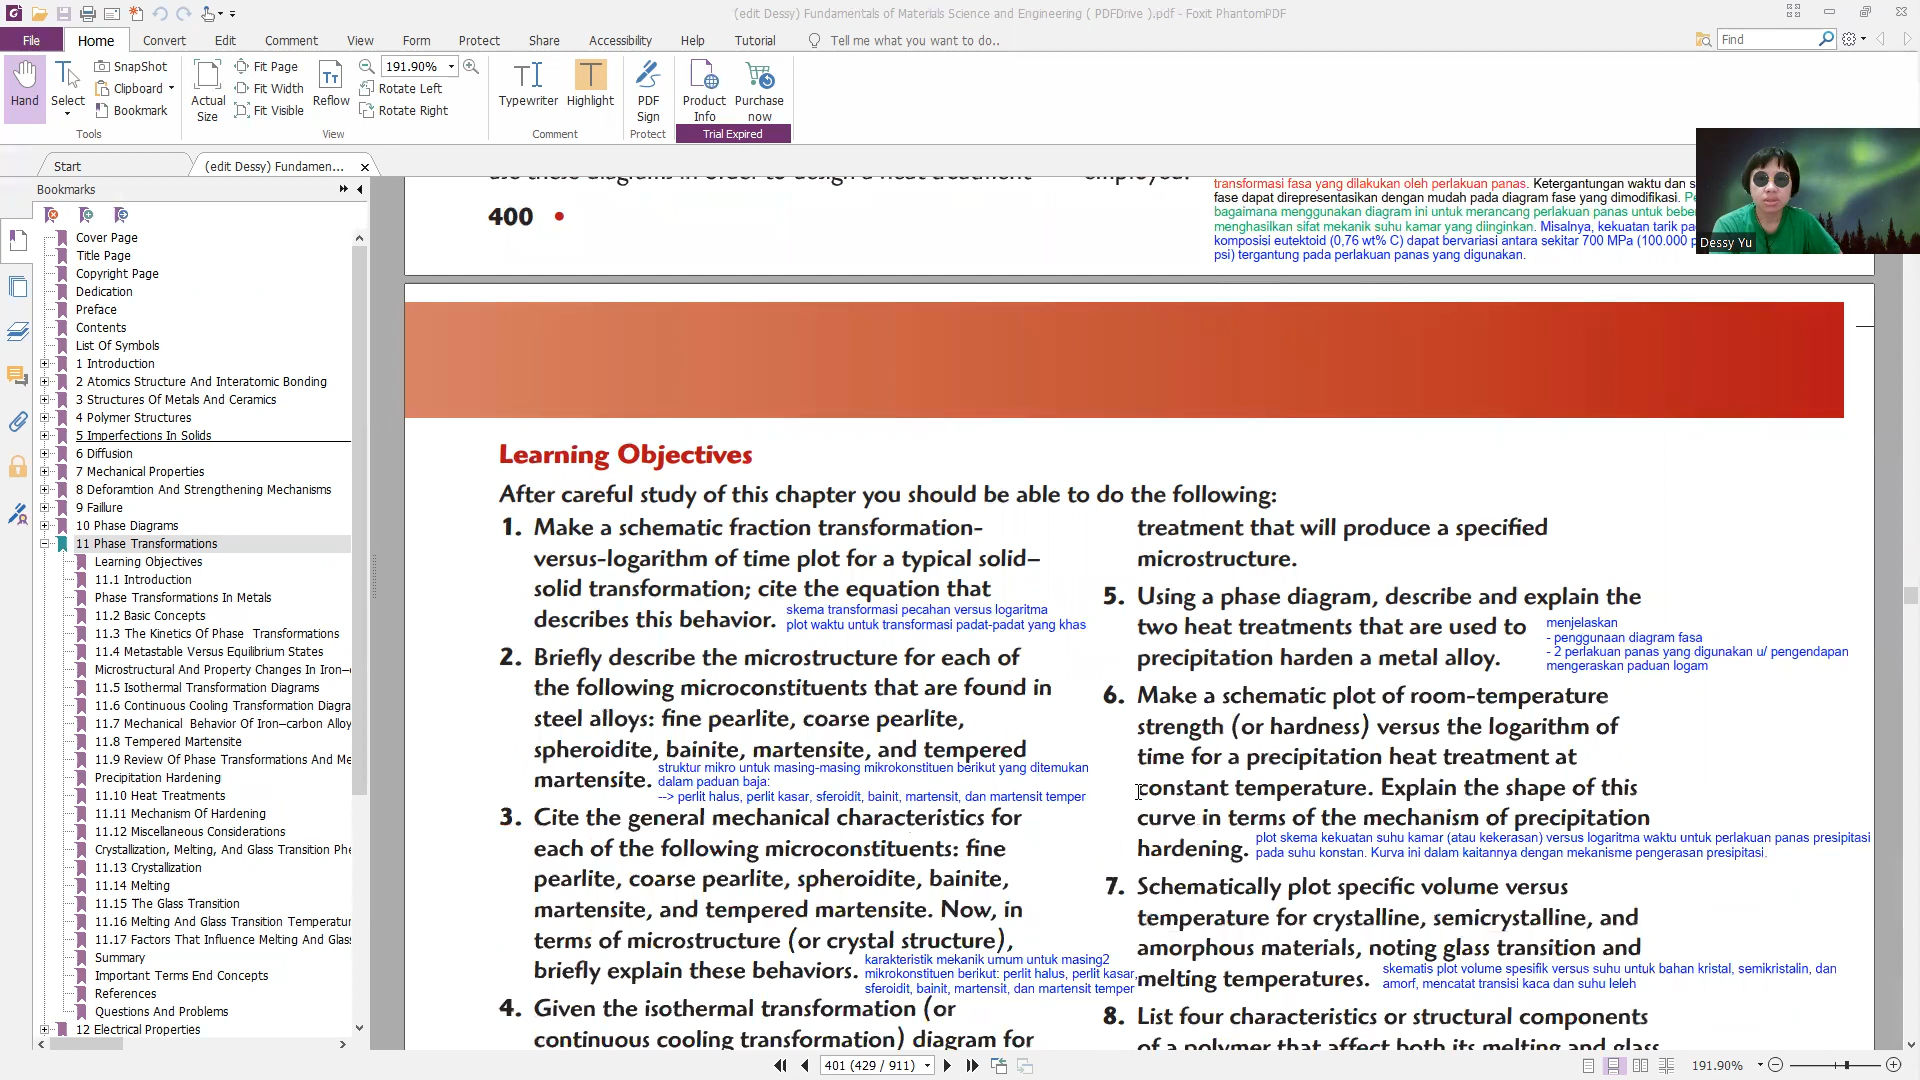 (edit Dessy) Fundamentals of Materials Science and Engineering ( PDFDrive ).pdf - Foxit PhantomPDF
File
Home
Convert
Edit
Comment
View
Form
Protect
Share
Accessibility
Help
Tutorial
Tell me what you want to do..
Find
Hand
Select
SnapShot
Clipboard
Bookmark
Tools
Actual Size
Fit Page
Fit Width
Fit Visible
Reflow
191.90%
Rotate Left
Rotate Right
View
Typewriter
Highlight
Comment
PDF Sign
Protect
Product Info
Purchase now
Trial Expired
Start
(edit Dessy) Fundamen...
Bookmarks
Cover Page
Title Page
Copyright Page
Dedication
Preface
Contents
List Of Symbols
1 Introduction
2 Atomics Structure And Interatomic Bonding
3 Structures Of Metals And Ceramics
4 Polymer Structures
5 Imperfections In Solids
6 Diffusion
7 Mechanical Properties
8 Deforamtion And Strengthening Mechanisms
9 Failure
10 Phase Diagrams
11 Phase Transformations
Learning Objectives
11.1 Introduction
Phase Transformations In Metals
11.2 Basic Concepts
11.3 The Kinetics Of Phase Transformations
11.4 Metastable Versus Equilibrium States
Microstructural And Property Changes In Iron–
11.5 Isothermal Transformation Diagrams
11.6 Continuous Cooling Transformation Diagra
11.7 Mechanical Behavior Of Iron–carbon Alloy
11.8 Tempered Martensite
11.9 Review Of Phase Transformations And Me
Precipitation Hardening
11.10 Heat Treatments
11.11 Mechanism Of Hardening
11.12 Miscellaneous Considerations
Crystallization, Melting, And Glass Transition Phe
11.13 Crystallization
11.14 Melting
11.15 The Glass Transition
11.16 Melting And Glass Transition Temperatur
11.17 Factors That Influence Melting And Glass
Summary
Important Terms End Concepts
References
Questions And Problems
12 Electrical Properties
use these diagrams in order to design a heat treatment
employed.
400 •
transformasi fasa yang dilakukan oleh perlakuan panas. Ketergantungan waktu dan s
fase dapat direpresentasikan dengan mudah pada diagram fase yang dimodifikasi. Pe
bagaimana menggunakan diagram ini untuk merancang perlakuan panas untuk beber
menghasilkan sifat mekanik suhu kamar yang diinginkan. Misalnya, kekuatan tarik pa
komposisi eutektoid (0,76 wt% C) dapat bervariasi antara sekitar 700 MPa (100.000 p
psi) tergantung pada perlakuan panas yang digunakan.
Dessy Yu
Learning Objectives
After careful study of this chapter you should be able to do the following:
1. Make a schematic fraction transformation-
versus-logarithm of time plot for a typical solid–
solid transformation; cite the equation that
describes this behavior.
skema transformasi pecahan versus logaritma
plot waktu untuk transformasi padat-padat yang khas
2. Briefly describe the microstructure for each of
the following microconstituents that are found in
steel alloys: fine pearlite, coarse pearlite,
spheroidite, bainite, martensite, and tempered
martensite.
struktur mikro untuk masing-masing mikrokonstituen berikut yang ditemukan
dalam paduan baja:
--> perlit halus, perlit kasar, sferoidit, bainit, martensit, dan martensit temper
3. Cite the general mechanical characteristics for
each of the following microconstituents: fine
pearlite, coarse pearlite, spheroidite, bainite,
martensite, and tempered martensite. Now, in
terms of microstructure (or crystal structure),
briefly explain these behaviors.
karakteristik mekanik umum untuk masing2
mikrokonstituen berikut: perlit halus, perlit kasar,
sferoidit, bainit, martensit, dan martensit temper
4. Given the isothermal transformation (or
continuous cooling transformation) diagram for
treatment that will produce a specified
microstructure.
5. Using a phase diagram, describe and explain the
two heat treatments that are used to
precipitation harden a metal alloy.
menjelaskan
- penggunaan diagram fasa
- 2 perlakuan panas yang digunakan u/ pengendapan
mengeraskan paduan logam
6. Make a schematic plot of room-temperature
strength (or hardness) versus the logarithm of
time for a precipitation heat treatment at
constant temperature. Explain the shape of this
curve in terms of the mechanism of precipitation
hardening.
plot skema kekuatan suhu kamar (atau kekerasan) versus logaritma waktu untuk perlakuan panas presipitasi
pada suhu konstan. Kurva ini dalam kaitannya dengan mekanisme pengerasan presipitasi.
7. Schematically plot specific volume versus
temperature for crystalline, semicrystalline, and
amorphous materials, noting glass transition and
melting temperatures.
skematis plot volume spesifik versus suhu untuk bahan kristal, semikristalin, dan
amorf, mencatat transisi kaca dan suhu leleh
8. List four characteristics or structural components
of a polymer that affect both its melting and glass
401 (429 / 911)
191.90%